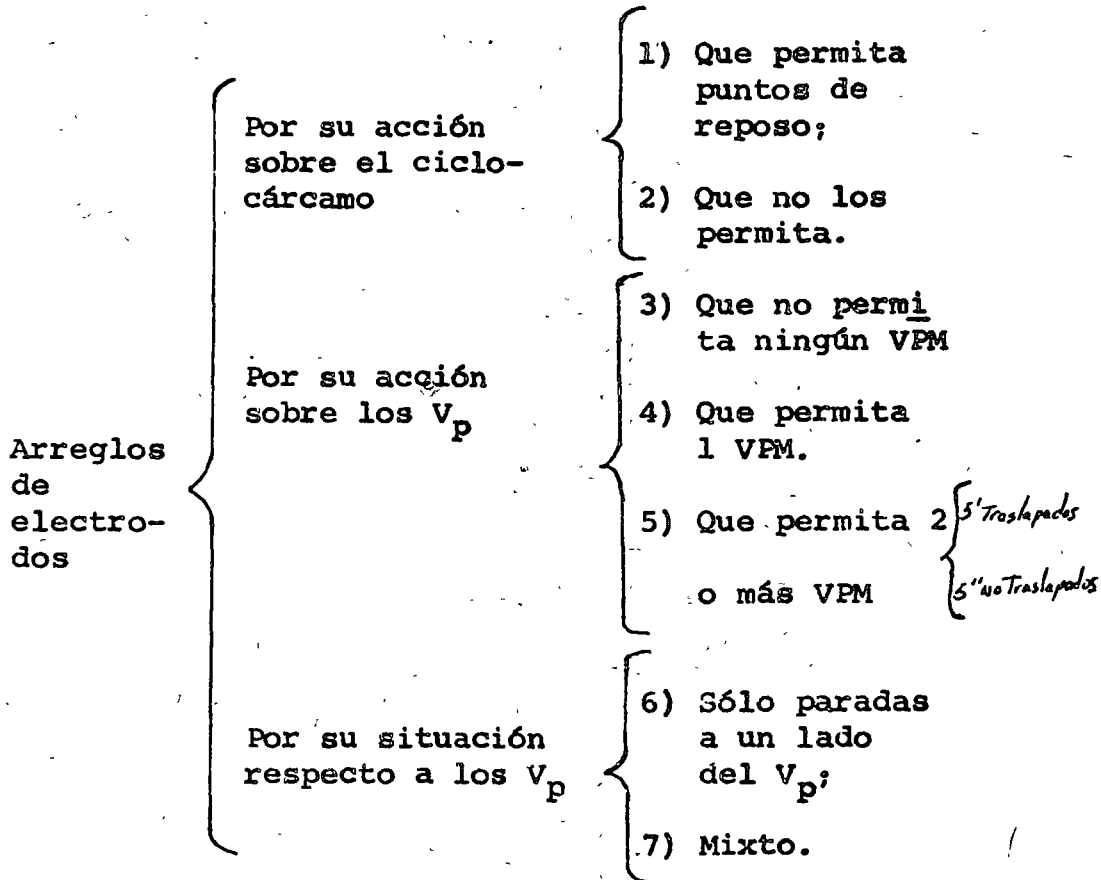 Arreglos
de
electro-
dos
Por su acción
sobre el ciclo-
cárcamo
1) Que permita
puntos de
reposo;
2) Que no los
permita.
Por su acción
sobre los Vp
3) Que no permi
ta ningún VPM
4) Que permita
1 VPM.
5) Que permita 2
o más VPM
5' Traslapados
5'' no Traslapados
Por su situación
respecto a los Vp
6) Sólo paradas
a un lado
del Vp;
7) Mixto.